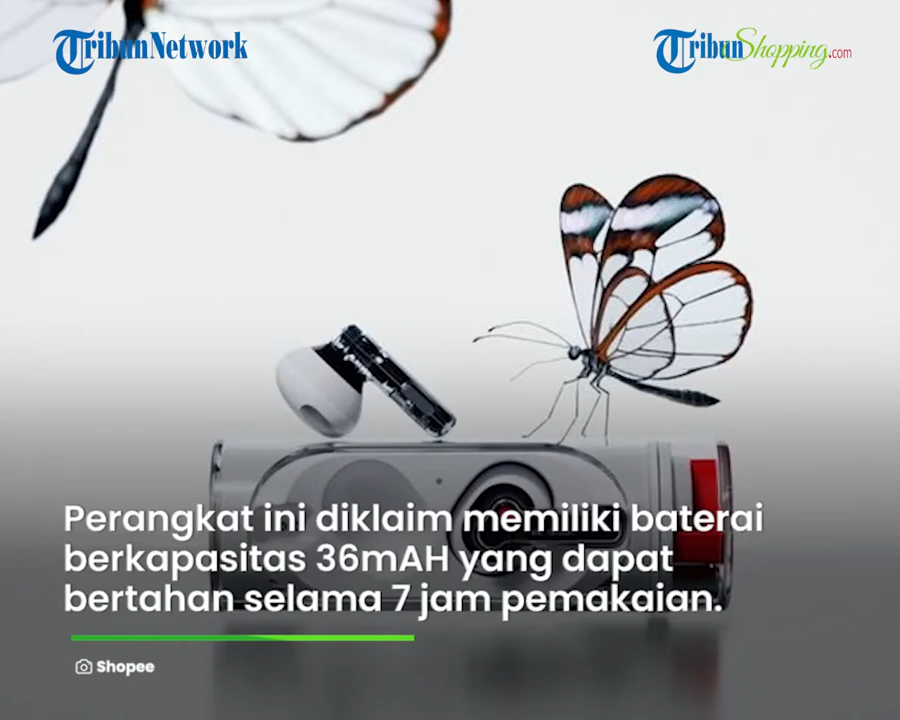 TribunNetwork
TribunShopping.com
Perangkat ini diklaim memiliki baterai
berkapasitas 36mAH yang dapat
bertahan selama 7 jam pemakaian.
Shopee